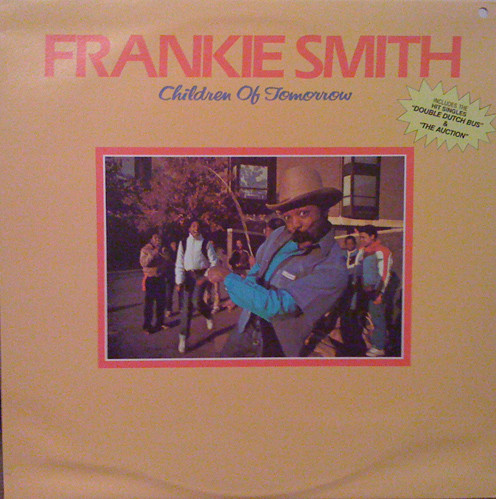 FRANKIE SMITH
Children Of Tomorrow
INCLUDES THE
HIT SINGLES
"DOUBLE DUTCH BUS"
&
"THE AUCTION"